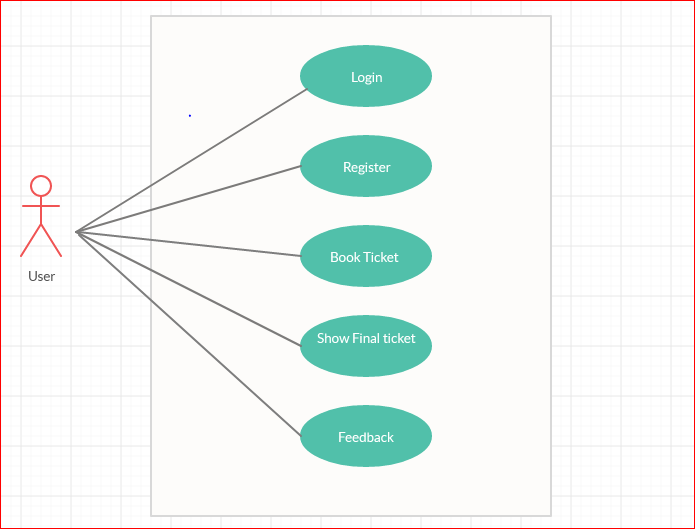 Login
Register
Book Ticket
Show Final ticket
User
Feedback